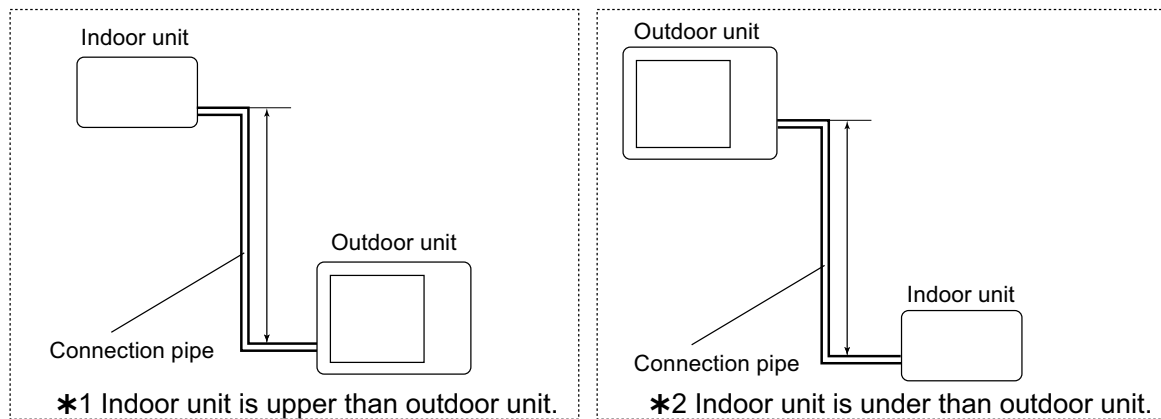 Indoor unit
Outdoor unit
Connection pipe
✱1 Indoor unit is upper than outdoor unit.
Outdoor unit
Indoor unit
Connection pipe
✱2 Indoor unit is under than outdoor unit.